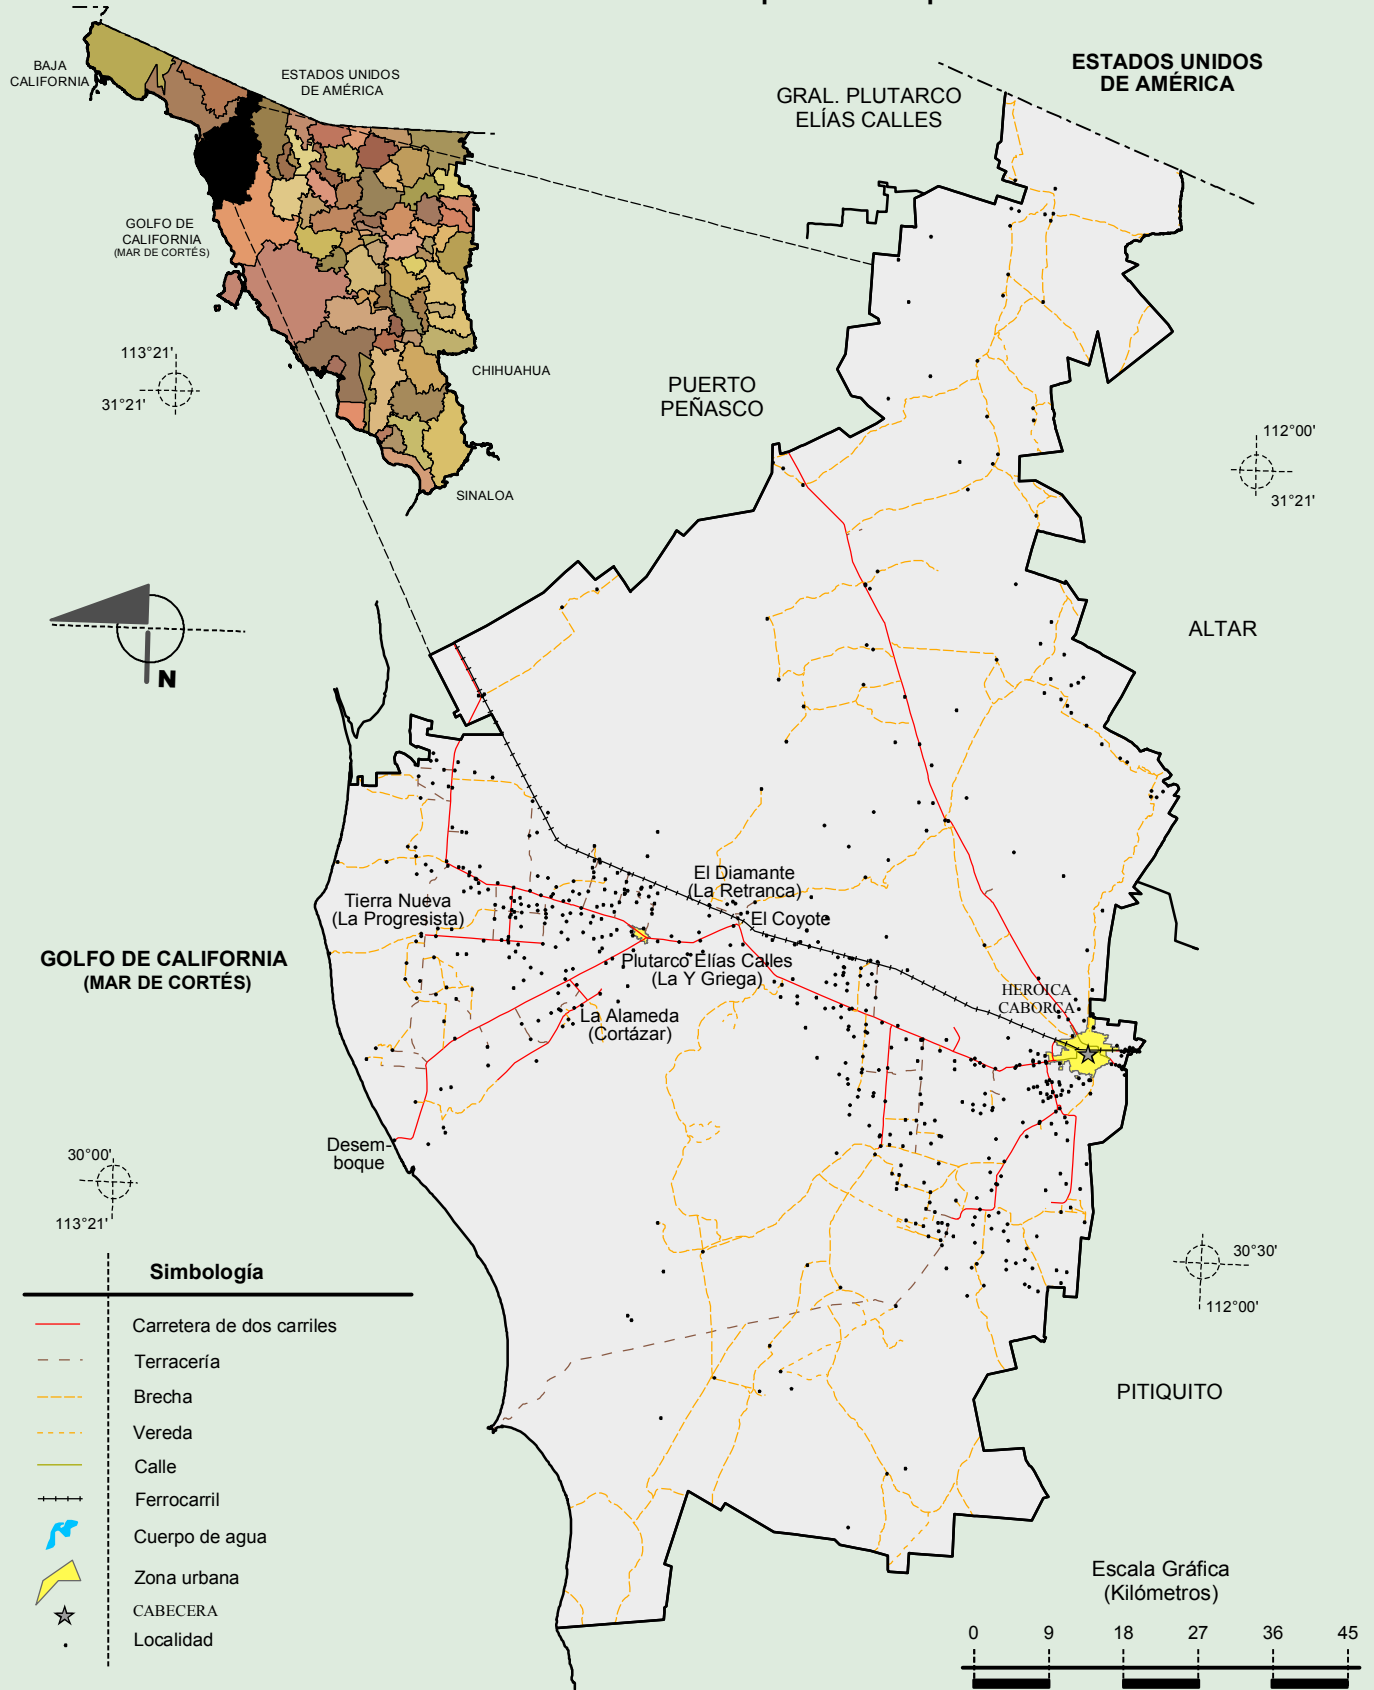 BAJA
CALIFORNIA
ESTADOS UNIDOS
DE AMÉRICA
ESTADOS UNIDOS
DE AMÉRICA
GRAL. PLUTARCO
ELÍAS CALLES
GOLFO DE
CALIFORNIA
(MAR DE CORTÉS)
113°21'
31°21'
CHIHUAHUA
SINALOA
PUERTO
PEÑASCO
112°00'
31°21'
ALTAR
N
El Diamante
(La Retranca)
El Coyote
Tierra Nueva
(La Progresista)
GOLFO DE CALIFORNIA
(MAR DE CORTÉS)
Plutarco Elías Calles
(La Y Griega)
HEROICA
CABORCA
La Alameda
(Cortázar)
Desem-
boque
30°00'
113°21'
30°30'
112°00'
PITIQUITO
Simbología
Carretera de dos carriles
Terracería
Brecha
Vereda
Calle
Ferrocarril
Cuerpo de agua
Zona urbana
CABECERA
Localidad
Escala Gráfica
(Kilómetros)
0 9 18 27 36 45